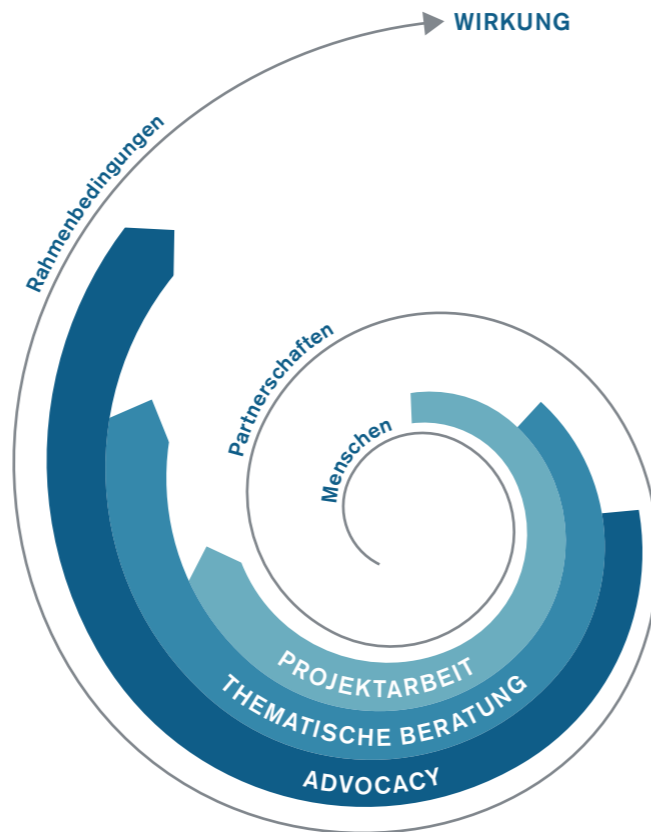 WIRKUNG
Rahmenbedingungen
Partnerschaften
Menschen
PROJEKTARBEIT
THEMATISCHE BERATUNG
ADVOCACY